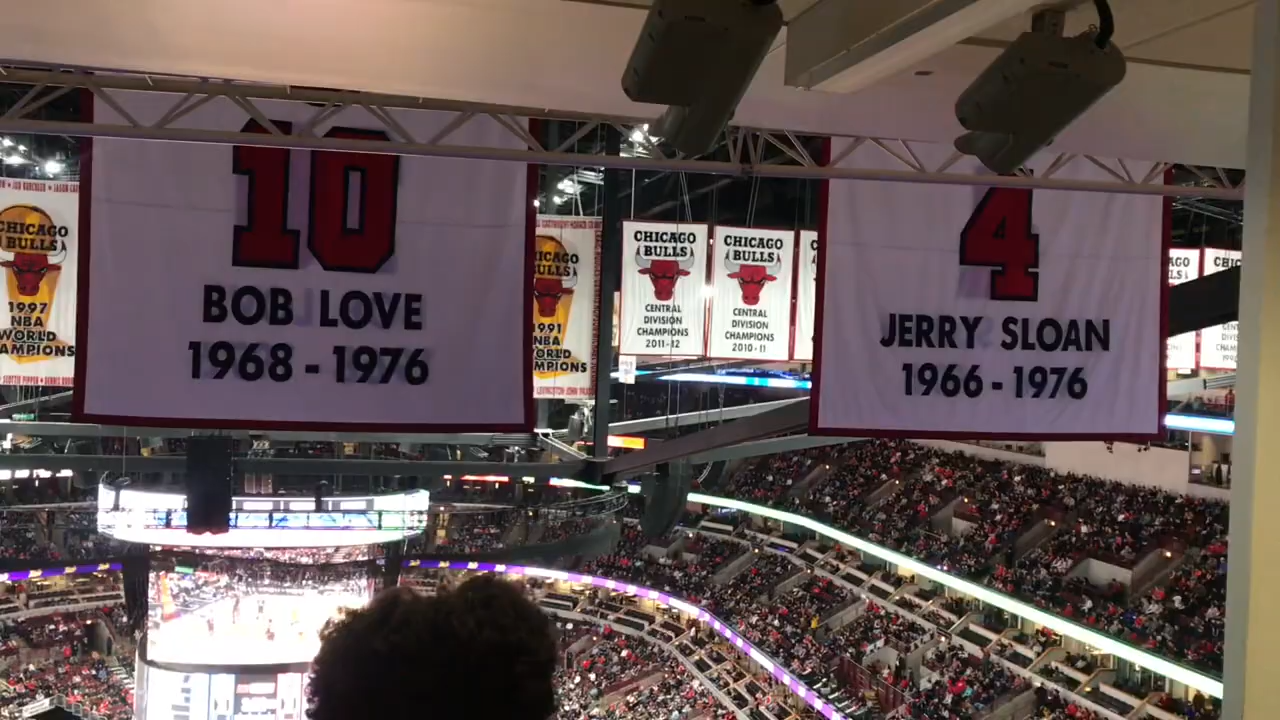 10
BOB LOVE
1968 - 1976
4
JERRY SLOAN
1966 - 1976
CHICAGO
BULLS
1997
NBA
WORLD
CHICAGO
BULLS
CENTRAL
DIVISION
CHAMPIONS
2011-12
CHICAGO
BULLS
CENTRAL
DIVISION
CHAMPIONS
2010-11
1991
NBA